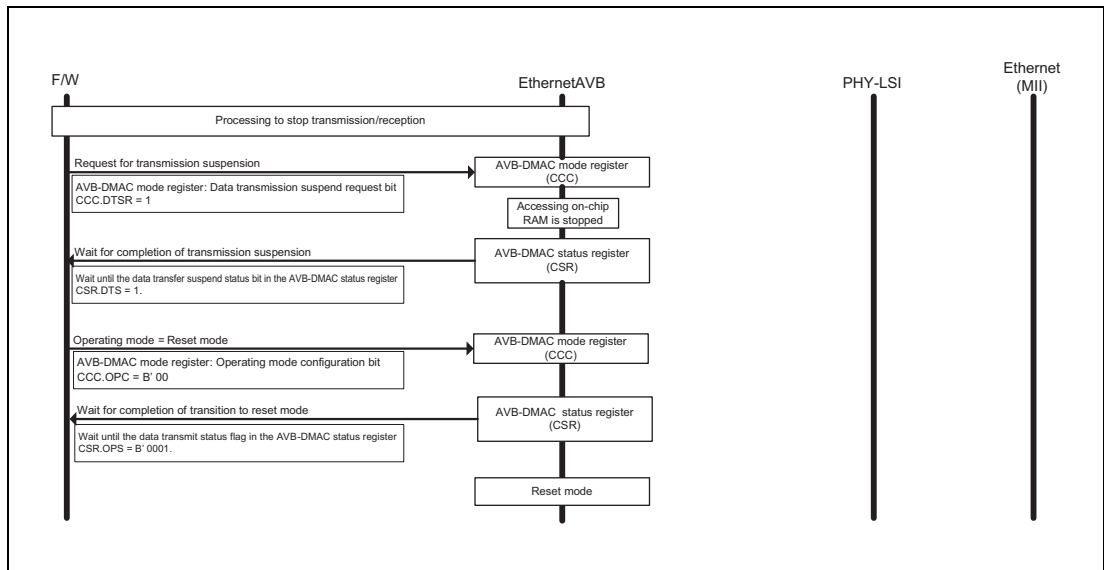 F/W
EthernetAVB
PHY-LSI
Ethernet
(MII)
Processing to stop transmission/reception
Request for transmission suspension
AVB-DMAC mode register
(CCC)
AVB-DMAC mode register: Data transmission suspend request bit
CCC.DTSR = 1
Accessing on-chip
RAM is stopped
Wait for completion of transmission suspension
AVB-DMAC status register
(CSR)
Wait until the data transfer suspend status bit in the AVB-DMAC status register
CSR.DTS = 1.
Operating mode = Reset mode
AVB-DMAC mode register
(CCC)
AVB-DMAC mode register: Operating mode configuration bit
CCC.OPC = B' 00
Wait for completion of transition to reset mode
AVB-DMAC status register
(CSR)
Wait until the data transmit status flag in the AVB-DMAC status register
CSR.OPS = B' 0001.
Reset mode